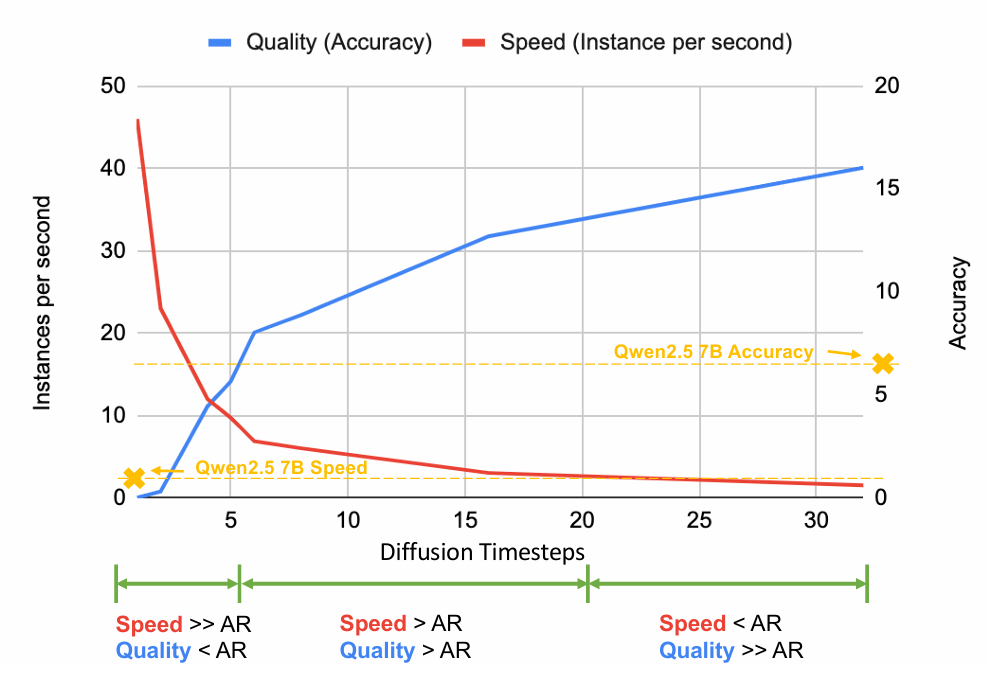 Quality (Accuracy) Speed (Instance per second)
50 20
40
15
30
10
20
Qwen2.5 7B Accuracy
5
10
Qwen2.5 7B Speed
0 0
5 10 15 20 25 30
Instances per second
Accuracy
Diffusion Timesteps
Speed >> AR Speed > AR Speed < AR
Quality < AR Quality > AR Quality >> AR